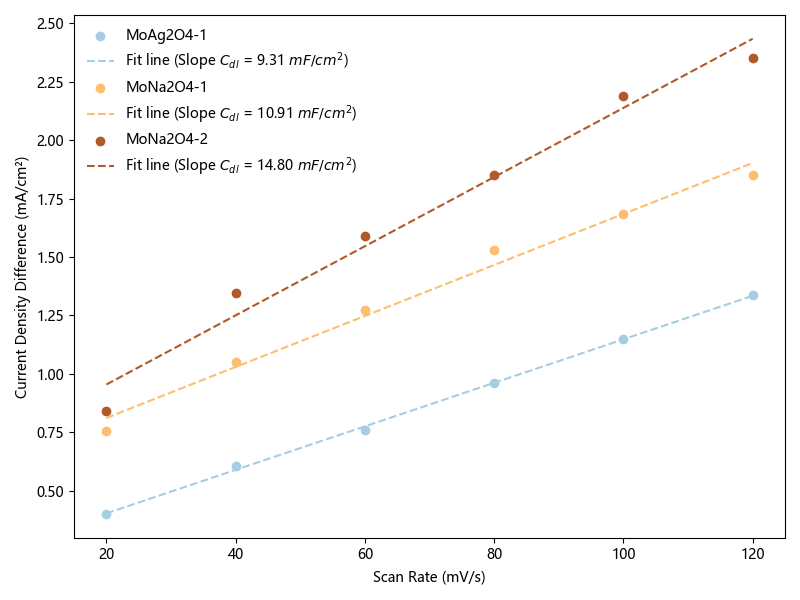 MoAg2O4-1
Fit line (Slope C_dl = 9.31 mF/cm²)
MoNa2O4-1
Fit line (Slope C_dl = 10.91 mF/cm²)
MoNa2O4-2
Fit line (Slope C_dl = 14.80 mF/cm²)
Current Density Difference (mA/cm²)
2.50
2.25
2.00
1.75
1.50
1.25
1.00
0.75
0.50
20 40 60 80 100 120
Scan Rate (mV/s)